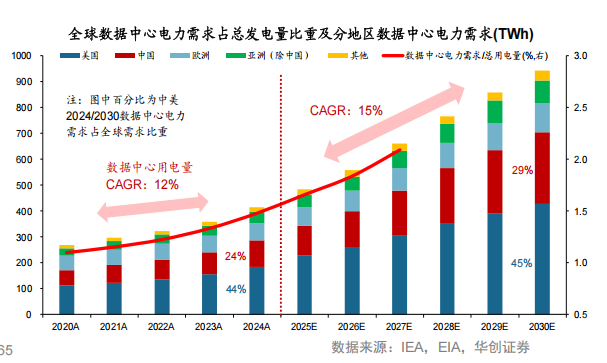 全球数据中心电力需求占总发电量比重及分地区数据中心电力需求(TWh)
美国 中国 欧洲 亚洲（除中国） 其他 数据中心电力需求/总用电量(%,右)
1000 3.0
900
800 2.5
700
600 2.0
500
400 1.5
300
200 1.0
100
0 0.5
注：图中百分比为中美
2024/2030数据中心电力
需求占全球需求比重
CAGR：15%
数据中心用电量
CAGR：12%
24%
44%
29%
45%
2020A 2021A 2022A 2023A 2024A 2025E 2026E 2027E 2028E 2029E 2030E
65
数据来源：IEA，EIA，华创证券